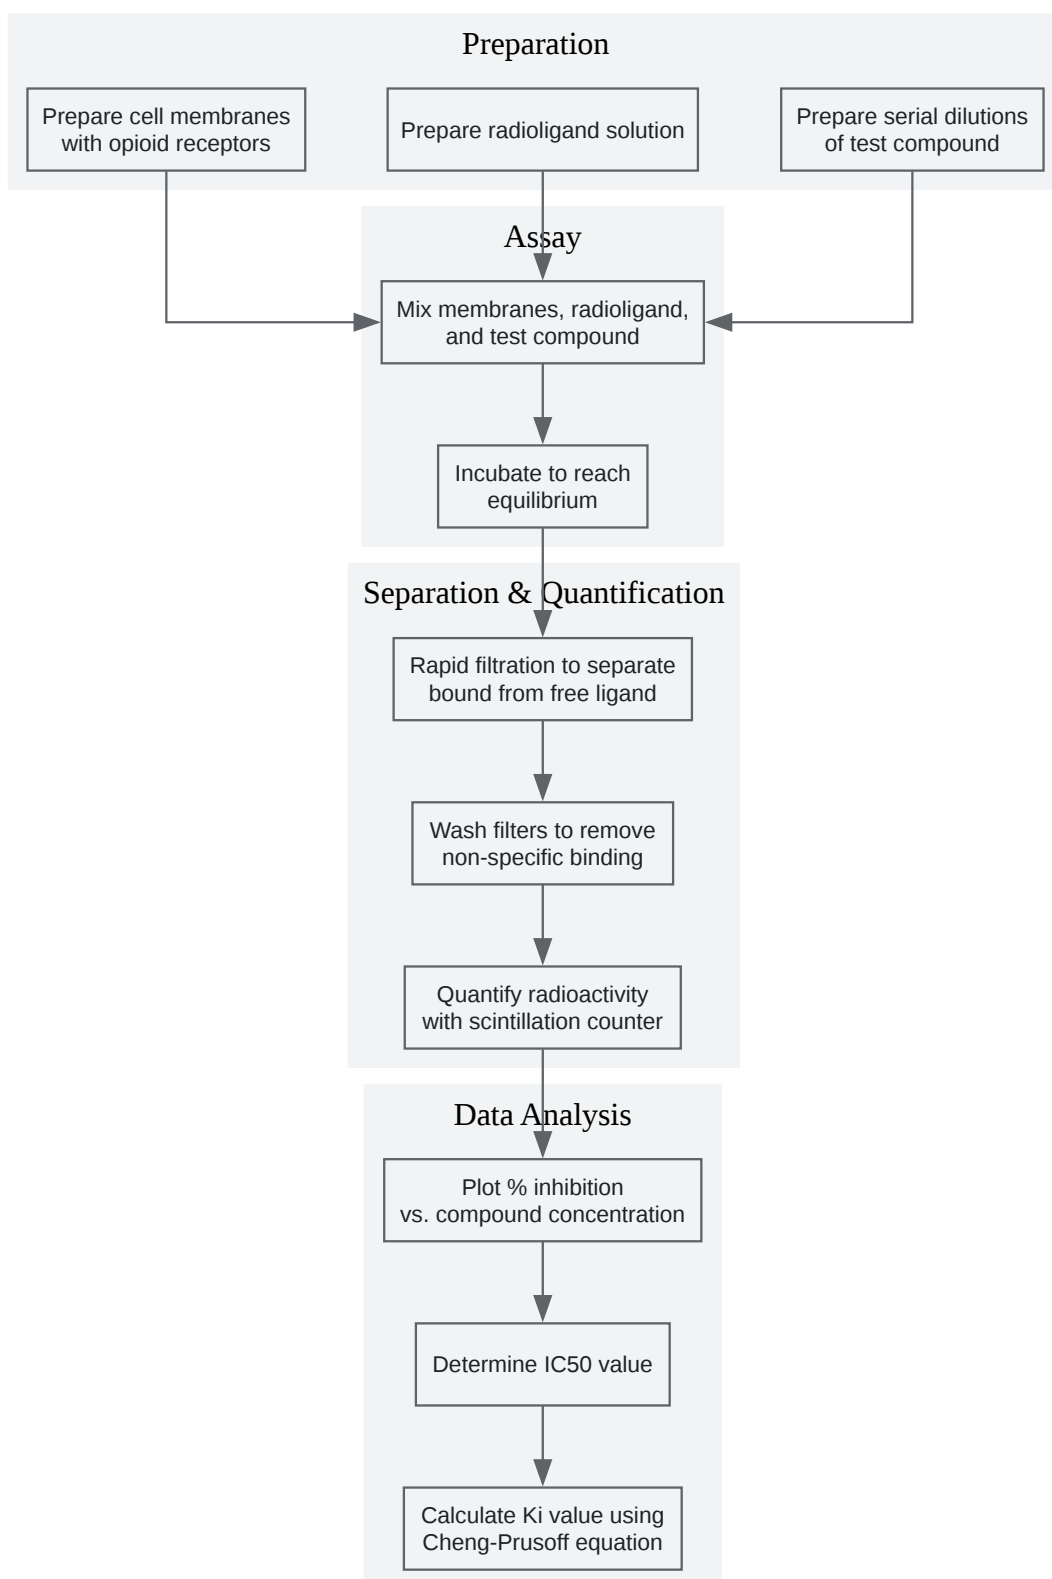 Preparation
Prepare cell membranes
with opioid receptors
Prepare radioligand solution
Prepare serial dilutions
of test compound
Assay
Mix membranes, radioligand,
and test compound
Incubate to reach
equilibrium
Separation & Quantification
Rapid filtration to separate
bound from free ligand
Wash filters to remove
non-specific binding
Quantify radioactivity
with scintillation counter
Data Analysis
Plot % inhibition
vs. compound concentration
Determine IC50 value
Calculate Ki value using
Cheng-Prusoff equation